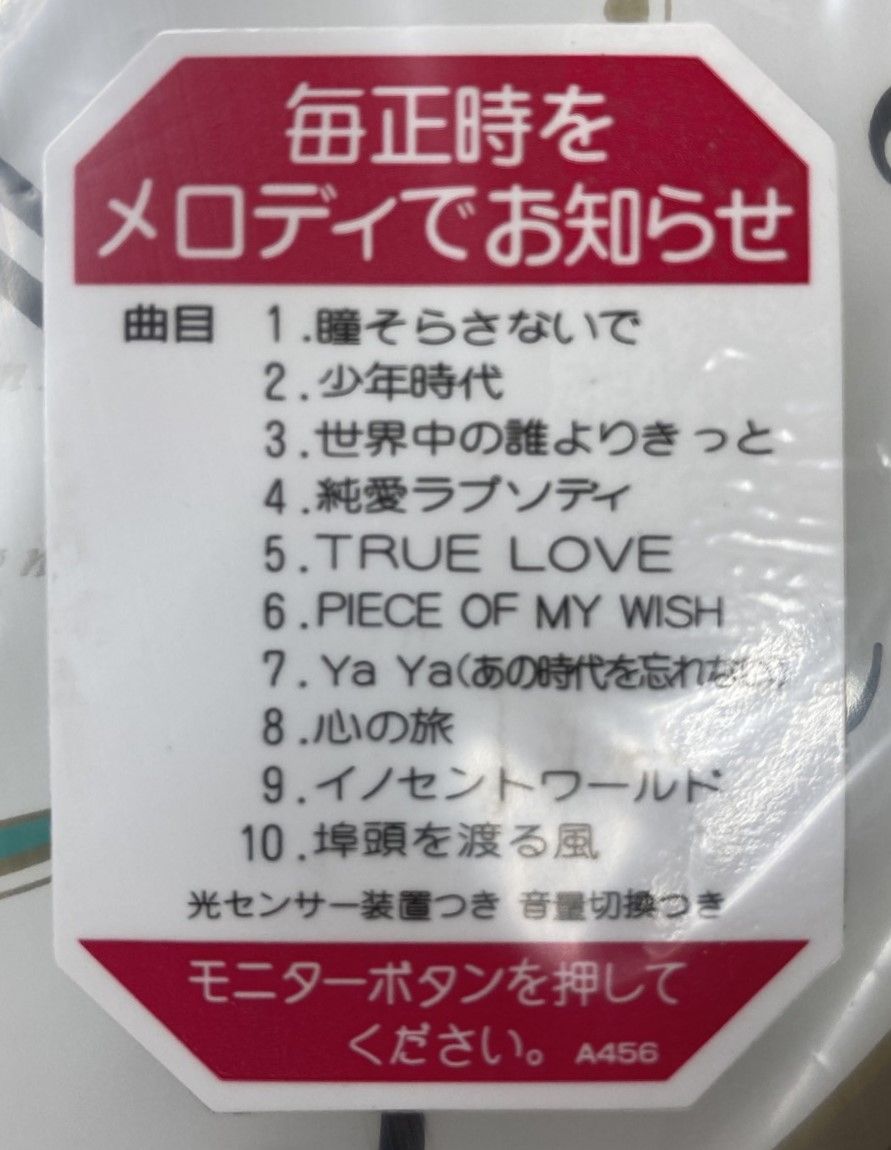 毎正時を
メロディでお知らせ
曲目 1.瞳そらさないで
2.少年時代
3.世界中の誰よりきっと
4.純愛ラプソディ
5.TRUE LOVE
6.PIECE OF MY WISH
7.Ya Ya(あの時代を忘れない)
8.心の旅
9.イノセントワールド
10.埠頭を渡る風
光センサー装置つき 音量切換つき
モニターボタンを押して
ください。 A456